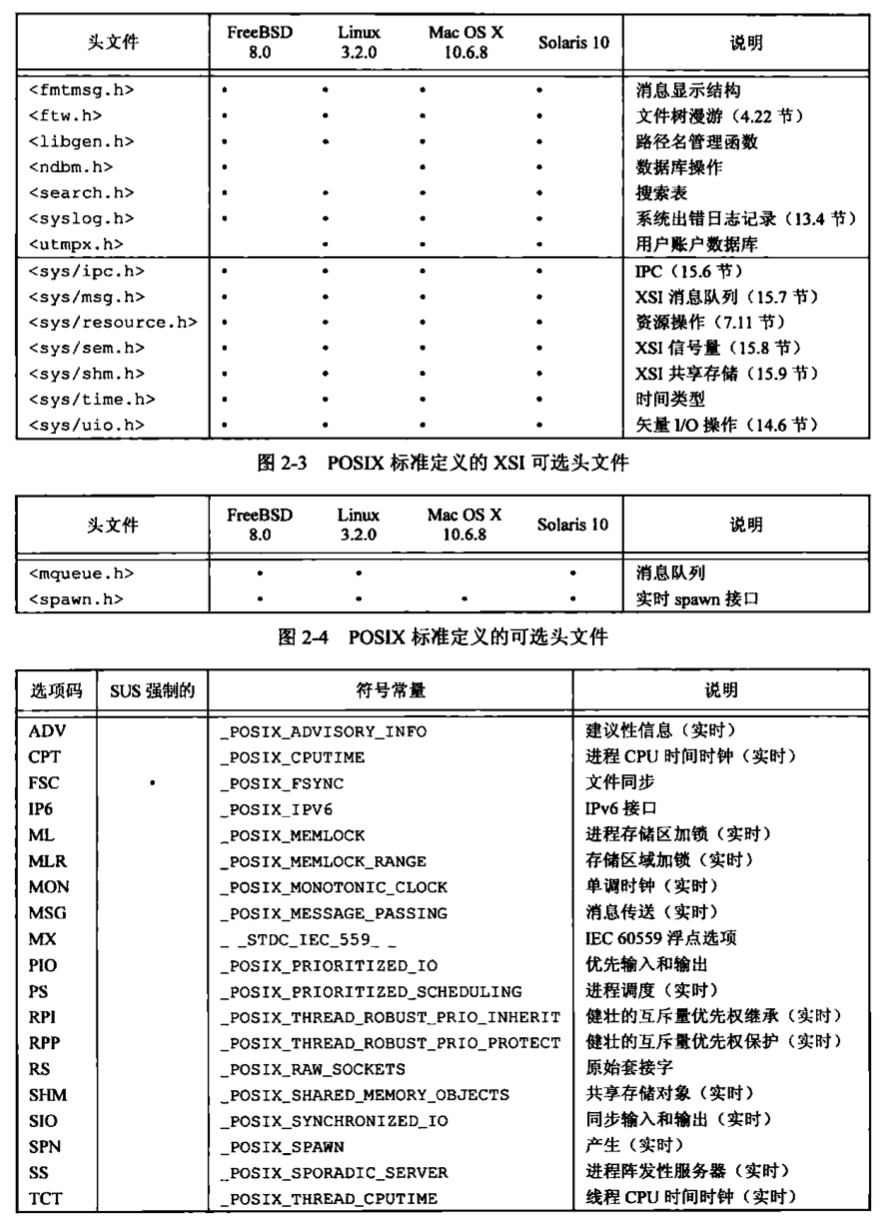 头文件 FreeBSD 8.0 Linux 3.2.0 Mac OS X 10.6.8 Solaris 10 说明
<fmtmsg.h> • • • • 消息显示结构
<ftw.h> • • • • 文件树漫游（4.22 节）
<libgen.h> • • • • 路径名管理函数
<ndbm.h> • • • 数据库操作
<search.h> • • • • 搜索表
<syslog.h> • • • • 系统出错日志记录（13.4 节）
<utmpx.h> • • • 用户账户数据库
<sys/ipc.h> • • • • IPC（15.6 节）
<sys/msg.h> • • • • XSI 消息队列（15.7 节）
<sys/resource.h> • • • • 资源操作（7.11 节）
<sys/sem.h> • • • • XSI 信号量（15.8 节）
<sys/shm.h> • • • • XSI 共享存储（15.9 节）
<sys/time.h> • • • • 时间类型
<sys/uio.h> • • • • 矢量 I/O 操作（14.6 节）
图 2-3 POSIX 标准定义的 XSI 可选头文件
头文件 FreeBSD 8.0 Linux 3.2.0 Mac OS X 10.6.8 Solaris 10 说明
<mqueue.h> • • • 消息队列
<spawn.h> • • • • 实时 spawn 接口
图 2-4 POSIX 标准定义的可选头文件
选项码 SUS 强制的 符号常量 说明
ADV _POSIX_ADVISORY_INFO 建议性信息（实时）
CPT _POSIX_CPUTIME 进程 CPU 时间时钟（实时）
FSC • _POSIX_FSYNC 文件同步
IP6 _POSIX_IPV6 IPv6 接口
ML _POSIX_MEMLOCK 进程存储区加锁（实时）
MLR _POSIX_MEMLOCK_RANGE 存储区域加锁（实时）
MON _POSIX_MONOTONIC_CLOCK 单调时钟（实时）
MSG _POSIX_MESSAGE_PASSING 消息传送（实时）
MX _ _STDC_IEC_559_ _ IEC 60559 浮点选项
PIO _POSIX_PRIORITIZED_IO 优先输入和输出
PS _POSIX_PRIORITIZED_SCHEDULING 进程调度（实时）
RPI _POSIX_THREAD_ROBUST_PRIO_INHERIT 健壮的互斥量优先权继承（实时）
RPP _POSIX_THREAD_ROBUST_PRIO_PROTECT 健壮的互斥量优先权保护（实时）
RS _POSIX_RAW_SOCKETS 原始套接字
SHM _POSIX_SHARED_MEMORY_OBJECTS 共享存储对象（实时）
SIO _POSIX_SYNCHRONIZED_IO 同步输入和输出（实时）
SPN _POSIX_SPAWN 产生（实时）
SS _POSIX_SPORADIC_SERVER 进程阵发性服务器（实时）
TCT _POSIX_THREAD_CPUTIME 线程 CPU 时间时钟（实时）